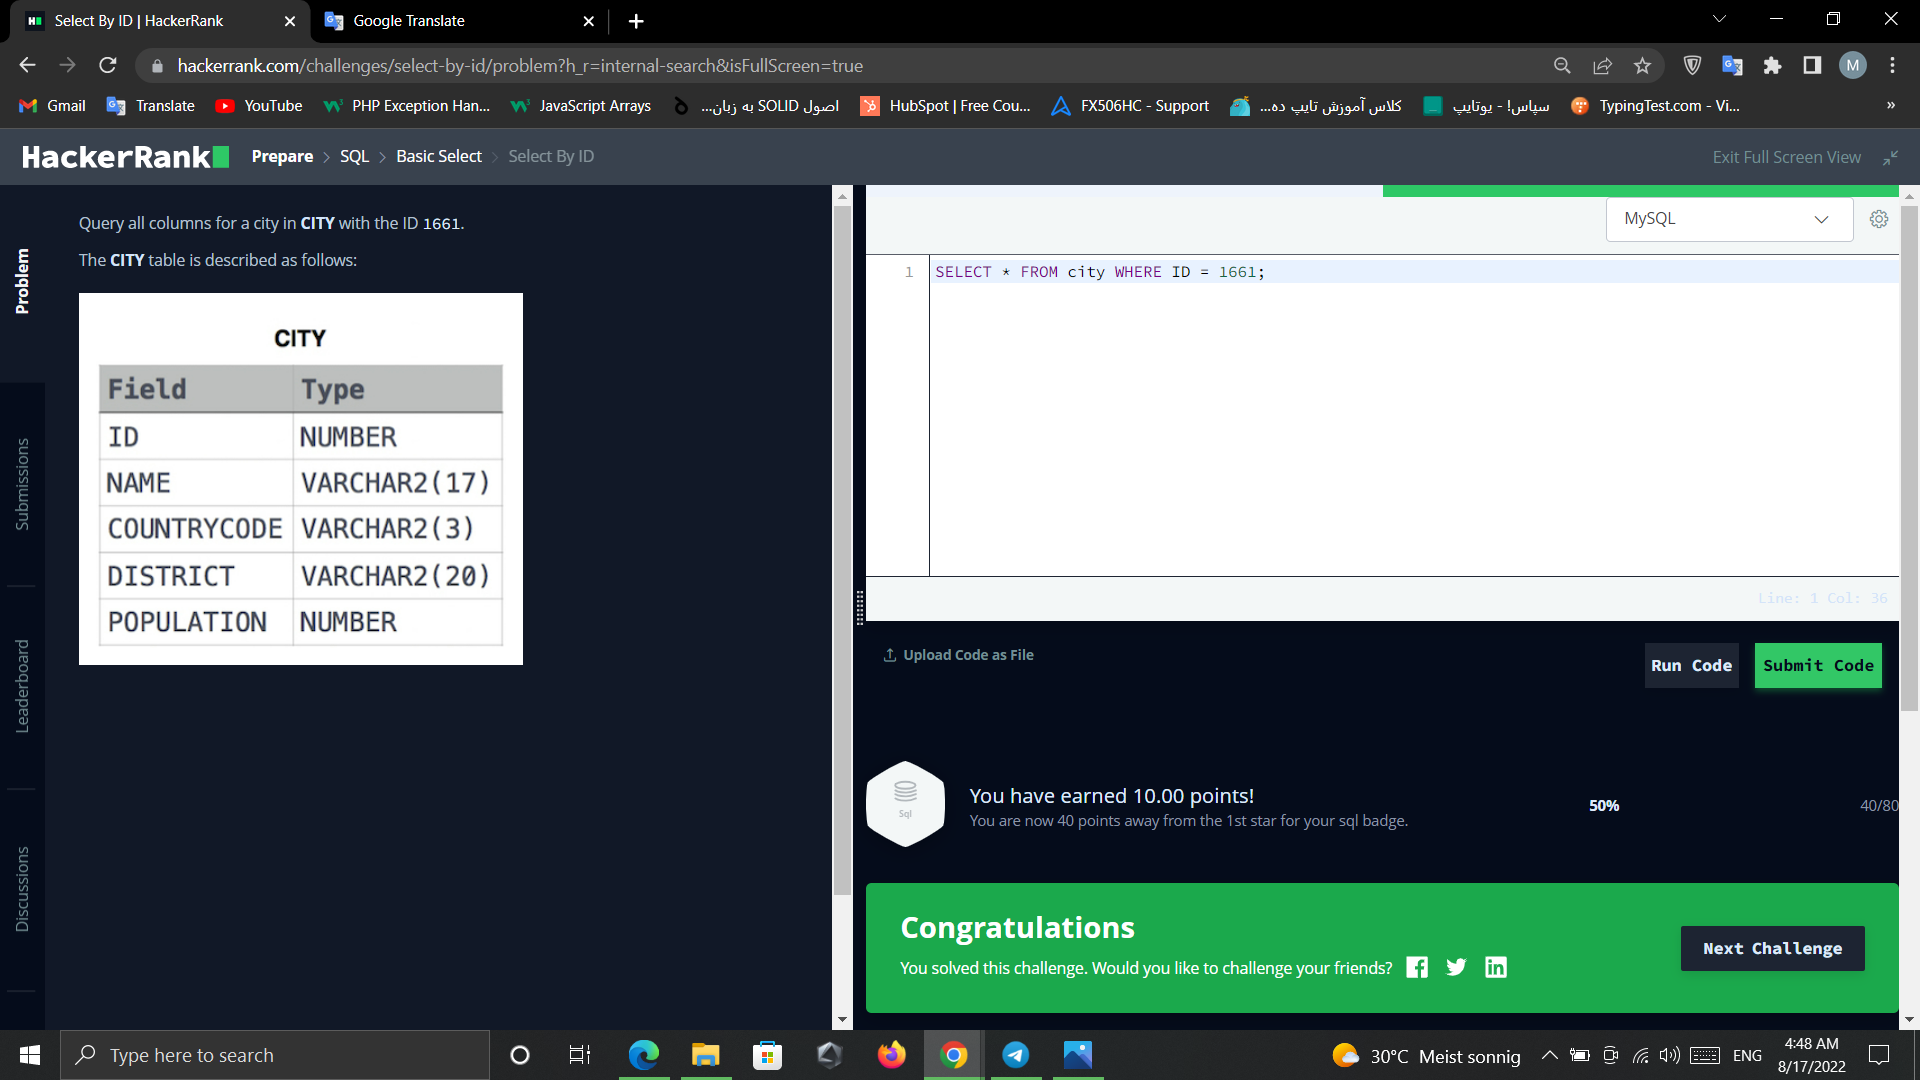 Select By ID | HackerRank
Google Translate
hackerrank.com/challenges/select-by-id/problem?h_r=internal-search&isFullScreen=true
M
Gmail
Translate
YouTube
PHP Exception Han...
JavaScript Arrays
اصول SOLID به زبان...
HubSpot | Free Cou...
FX506HC - Support
کلاس آموزش تایپ ده...
سپاس! - یوتایپ
TypingTest.com - Vi...
»
HackerRank
Prepare > SQL > Basic Select > Select By ID
Exit Full Screen View
Problem
Submissions
Leaderboard
Discussions
Query all columns for a city in CITY with the ID 1661.
The CITY table is described as follows:
CITY
Field Type
ID NUMBER
NAME VARCHAR2(17)
COUNTRYCODE VARCHAR2(3)
DISTRICT VARCHAR2(20)
POPULATION NUMBER
MySQL
1 SELECT * FROM city WHERE ID = 1661;
Line: 1 Col: 36
Upload Code as File
Run Code
Submit Code
Sql
You have earned 10.00 points!
You are now 40 points away from the 1st star for your sql badge.
50%
40/80
Congratulations
You solved this challenge. Would you like to challenge your friends?
Next Challenge
Type here to search
30°C Meist sonnig
ENG
4:48 AM
8/17/2022